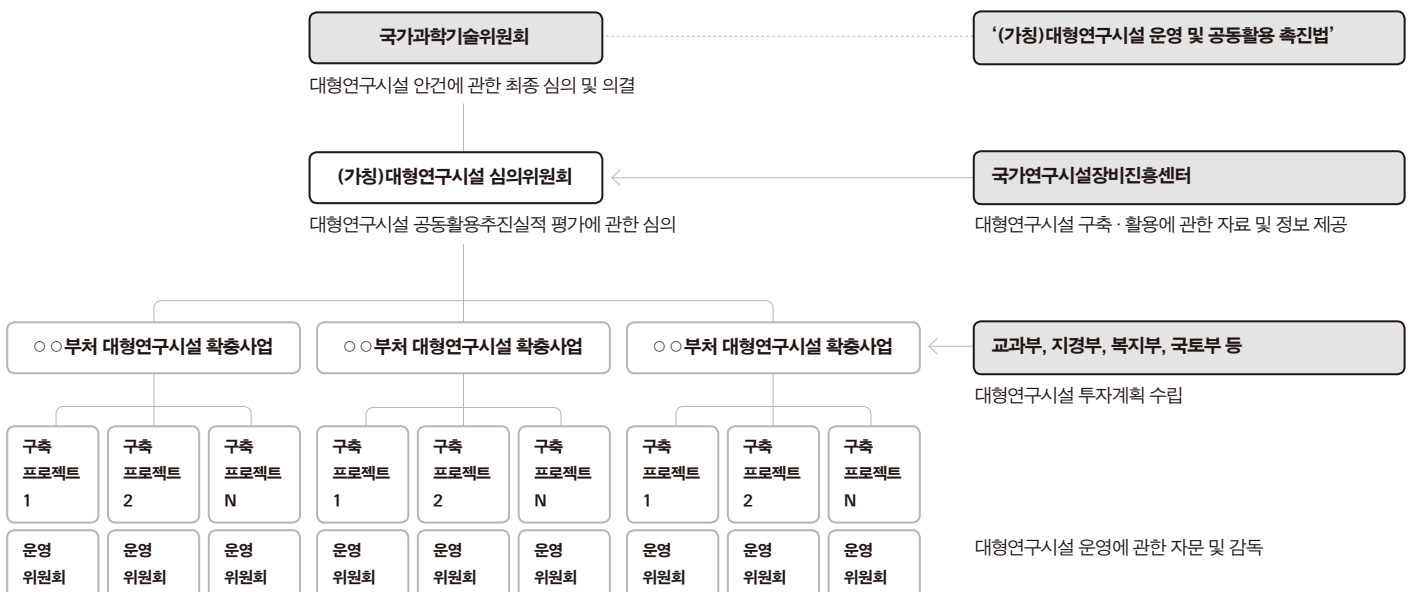 국가과학기술위원회
'(가칭)대형연구시설 운영 및 공동활용 촉진법'
대형연구시설 안건에 관한 최종 심의 및 의결
(가칭)대형연구시설 심의위원회
국가연구시설장비진흥센터
대형연구시설 공동활용추진실적 평가에 관한 심의
대형연구시설 구축·활용에 관한 자료 및 정보 제공
○○부처 대형연구시설 확충사업
○○부처 대형연구시설 확충사업
○○부처 대형연구시설 확충사업
교과부, 지경부, 복지부, 국토부 등
대형연구시설 투자계획 수립
구축
프로젝트
1
구축
프로젝트
2
구축
프로젝트
N
구축
프로젝트
1
구축
프로젝트
2
구축
프로젝트
N
구축
프로젝트
1
구축
프로젝트
2
구축
프로젝트
N
운영
위원회
운영
위원회
운영
위원회
운영
위원회
운영
위원회
운영
위원회
운영
위원회
운영
위원회
운영
위원회
대형연구시설 운영에 관한 자문 및 감독